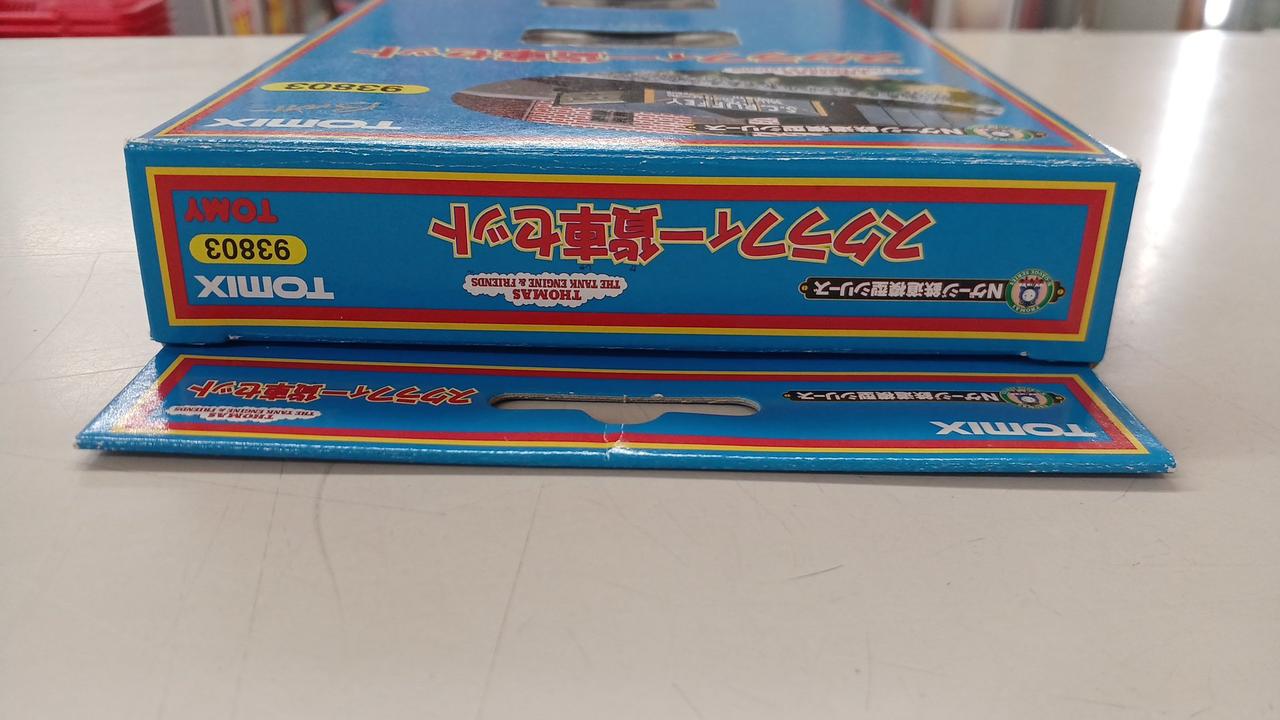 Nゲージ鉄道模型シリーズ
THOMAS
THE TANK ENGINE & FRIENDS
TOMIX
93803
スクラフィー貨車セット
TOMY
TOMIX
Nゲージ鉄道模型シリーズ
THOMAS
THE TANK ENGINE & FRIENDS
スクラフィー貨車セット
Nゲージ鉄道模型シリーズ
TOMIX
SCRUFFEY
93803
スクラフィー貨車セット